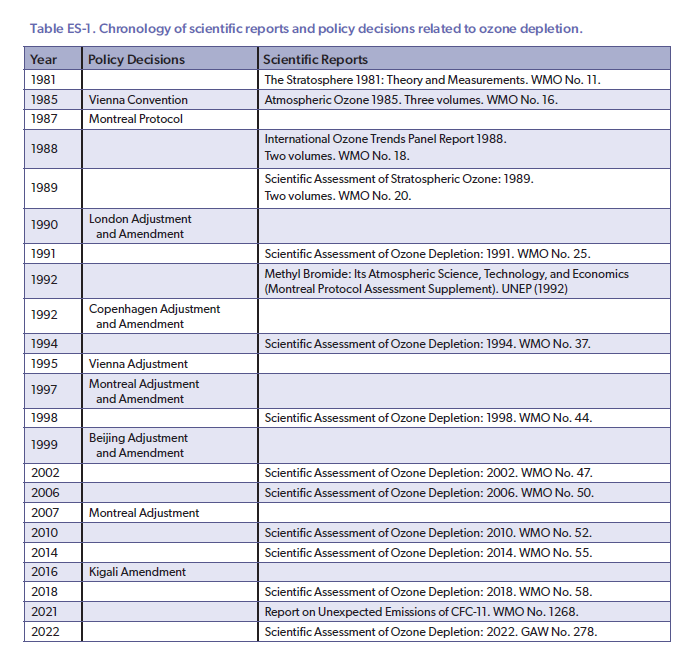 Table ES-1. Chronology of scientific reports and policy decisions related to ozone depletion.
Year Policy Decisions Scientific Reports
1981 The Stratosphere 1981: Theory and Measurements. WMO No. 11.
1985 Vienna Convention Atmospheric Ozone 1985. Three volumes. WMO No. 16.
1987 Montreal Protocol
1988 International Ozone Trends Panel Report 1988.
Two volumes. WMO No. 18.
1989 Scientific Assessment of Stratospheric Ozone: 1989.
Two volumes. WMO No. 20.
1990 London Adjustment
and Amendment
1991 Scientific Assessment of Ozone Depletion: 1991. WMO No. 25.
1992 Methyl Bromide: Its Atmospheric Science, Technology, and Economics
(Montreal Protocol Assessment Supplement). UNEP (1992)
1992 Copenhagen Adjustment
and Amendment
1994 Scientific Assessment of Ozone Depletion: 1994. WMO No. 37.
1995 Vienna Adjustment
1997 Montreal Adjustment
and Amendment
1998 Scientific Assessment of Ozone Depletion: 1998. WMO No. 44.
1999 Beijing Adjustment
and Amendment
2002 Scientific Assessment of Ozone Depletion: 2002. WMO No. 47.
2006 Scientific Assessment of Ozone Depletion: 2006. WMO No. 50.
2007 Montreal Adjustment
2010 Scientific Assessment of Ozone Depletion: 2010. WMO No. 52.
2014 Scientific Assessment of Ozone Depletion: 2014. WMO No. 55.
2016 Kigali Amendment
2018 Scientific Assessment of Ozone Depletion: 2018. WMO No. 58.
2021 Report on Unexpected Emissions of CFC-11. WMO No. 1268.
2022 Scientific Assessment of Ozone Depletion: 2022. GAW No. 278.